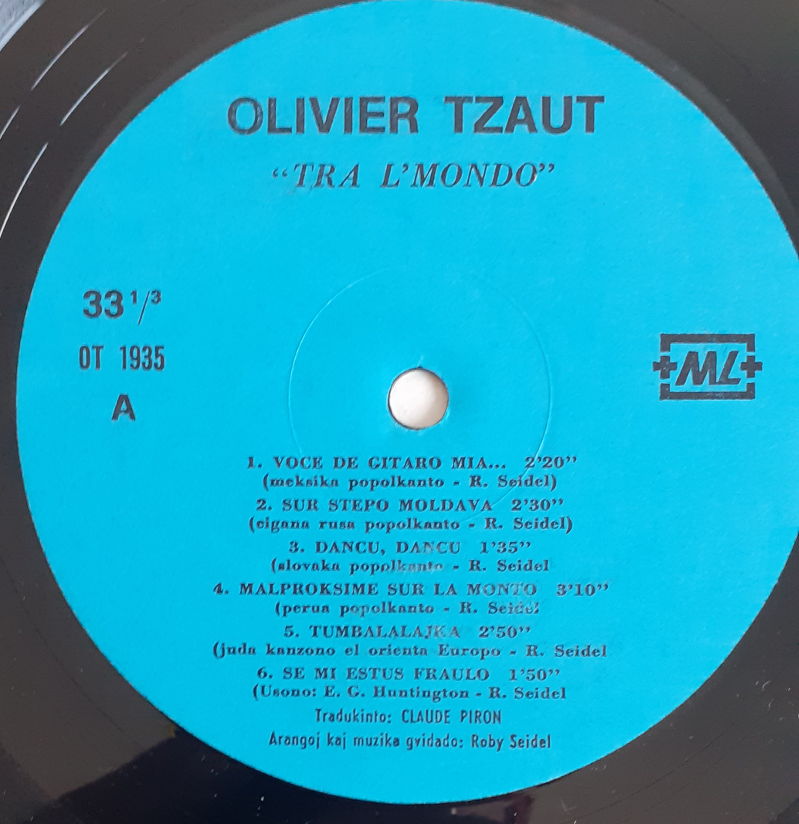 OLIVIER TZAUT
“TRA L’MONDO”
33 1/3
OT 1935
A
ML
1. VOCE DE GITARO MIA... 2’20”
(meksika popolkanto - R. Seidel)
2. SUR STEPO MOLDAVA 2’30”
(cigana rusa popolkanto - R. Seidel)
3. DANCU, DANCU 1’35”
(slovaka popolkanto - R. Seidel
4. MALPROKSIME SUR LA MONTO 3’10”
(perua popolkanto - R. Seidel
5. TUMBALALAJKA 2’50”
(juda kanzono el orienta Europo - R. Seidel
6. SE MI ESTUS FRAULO 1’50”
(Usono: E. G. Huntington - R. Seidel
Tradukinto: CLAUDE PIRON
Arangoj kaj muzika gvidado: Roby Seidel